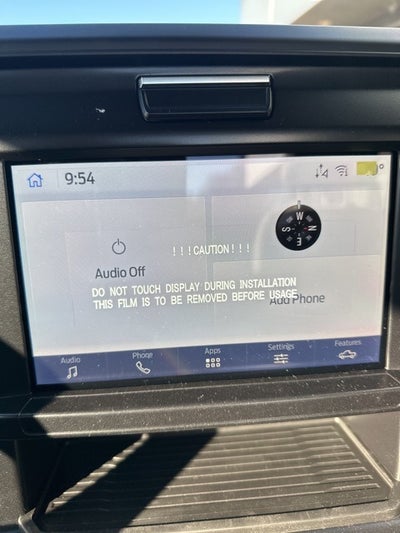 9:54
W
S N
E
!!!CAUTION!!!
Audio Off
DO NOT TOUCH DISPLAY DURING INSTALLATION
THIS FILM IS TO BE REMOVED BEFORE USAGE
Add Phone
Audio Phone Apps Settings Features